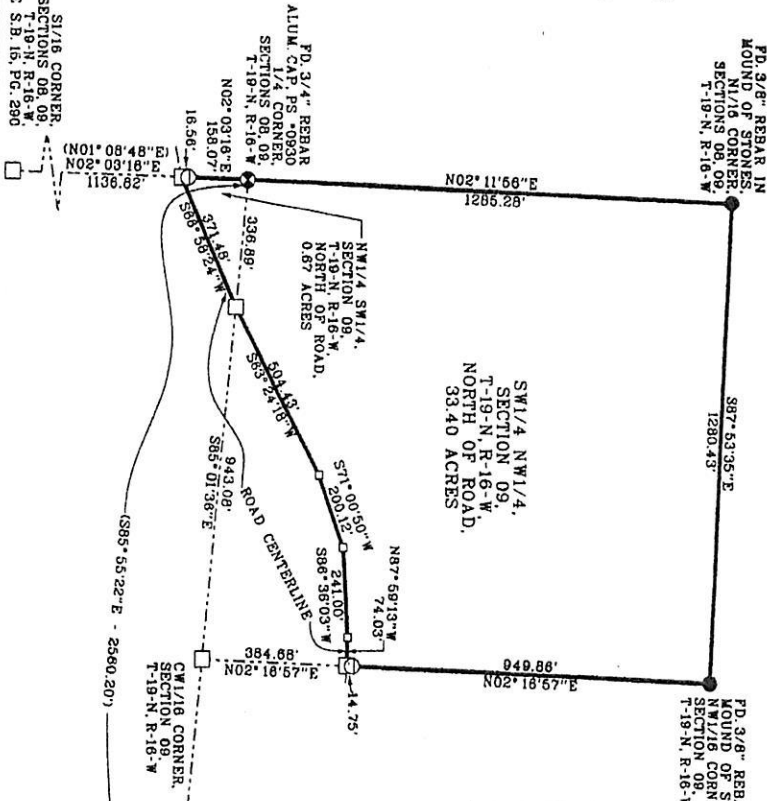 FD. 3/8" REBAR IN
MOUND OF STONES
N1/16 CORNER,
SECTIONS 08, 09,
T-19-N, R-16-W
S87° 53'35"E
1280.43'
FD. 3/8" REB
MOUND OF S
NW1/16 CORN
SECTION 09,
T-19-N, R-16-
N02° 11'56"E
1285.28'
SW1/4 NW1/4,
SECTION 09,
T-19-N, R-16-W,
NORTH OF ROAD,
33.40 ACRES
949.86'
N02° 16'57"E
FD. 3/4" REBAR
ALUM. CAP, PS #0930
1/4 CORNER,
SECTIONS 08, 09,
T-19-N, R-16-W
N02° 03'16"E
158.07'
16.56'
NW1/4 SW1/4,
SECTION 09,
T-19-N, R-16-W,
NORTH OF ROAD,
0.67 ACRES
336.89'
371.48'
S68° 58'24"W
504.43'
S63° 24'18"W
S71° 00'50"W
200.12'
241.00'
S86° 36'03"W
N87° 59'13"W
74.03'
14.75'
ROAD CENTERLINE
943.08'
S85° 01'36"E
384.68'
N02° 16'57"E
CW1/16 CORNER,
SECTION 09,
T-19-N, R-16-W
(N01° 08'48"E)
N02° 03'16"E
1136.62'
S1/16 CORNER,
SECTIONS 08, 09,
T-19-N, R-16-W,
S.B. 16, PG. 290
(S85° 55'22"E - 2560.20')